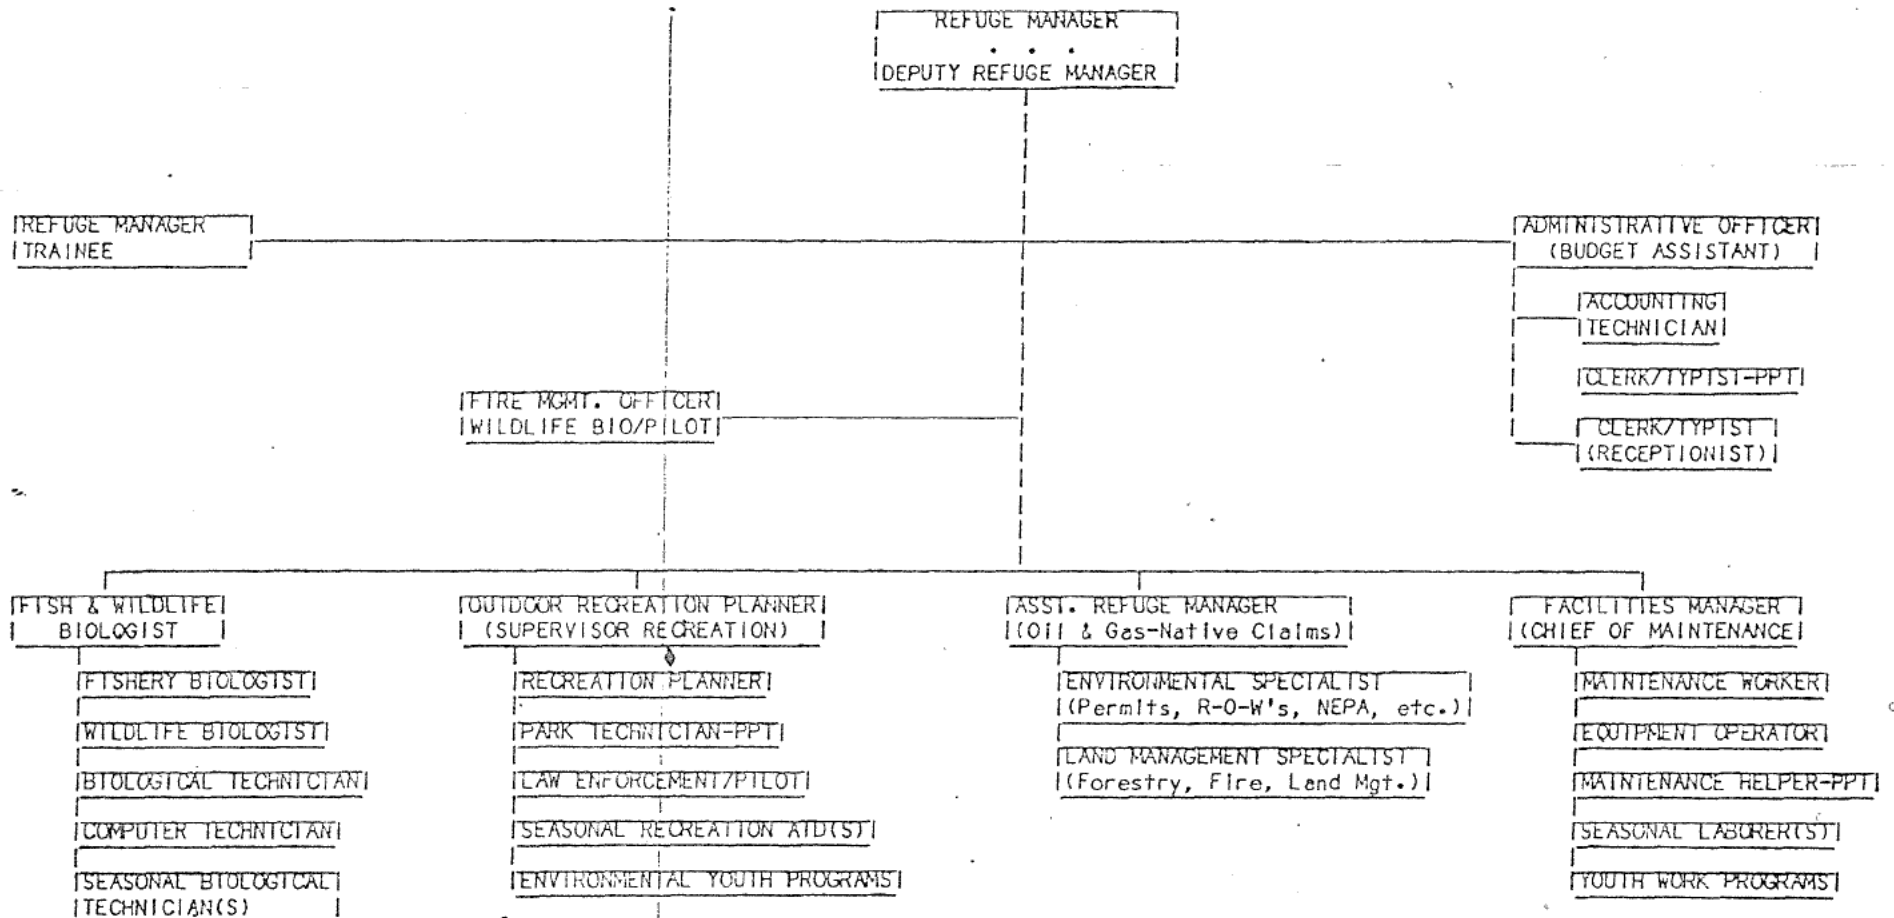 REFUGE MANAGER
. . .
DEPUTY REFUGE MANAGER
REFUGE MANAGER
TRAINEE
ADMINISTRATIVE OFFICER
(BUDGET ASSISTANT)
ACCOUNTING
TECHNICIAN
CLERK/TYPIST-PPT
CLERK/TYPIST
(RECEPTIONIST)
FIRE MGMT. OFFICER
WILDLIFE BIO/PILOT
FISH & WILDLIFE
BIOLOGIST
FISHERY BIOLOGIST
WILDLIFE BIOLOGIST
BIOLOGICAL TECHNICIAN
COMPUTER TECHNICIAN
SEASONAL BIOLOGICAL
TECHNICIAN(S)
OUTDOOR RECREATION PLANNER
(SUPERVISOR RECREATION)
RECREATION PLANNER
PARK TECHNICIAN-PPT
LAW ENFORCEMENT/PILOT
SEASONAL RECREATION AID(S)
ENVIRONMENTAL YOUTH PROGRAMS
ASST. REFUGE MANAGER
(Oil & Gas-Native Claims)
ENVIRONMENTAL SPECIALIST
(Permits, R-O-W's, NEPA, etc.)
LAND MANAGEMENT SPECIALIST
(Forestry, Fire, Land Mgt.)
FACILITIES MANAGER
(CHIEF OF MAINTENANCE
MAINTENANCE WORKER
EQUIPMENT OPERATOR
MAINTENANCE HELPER-PPT
SEASONAL LABORER(S)
YOUTH WORK PROGRAMS